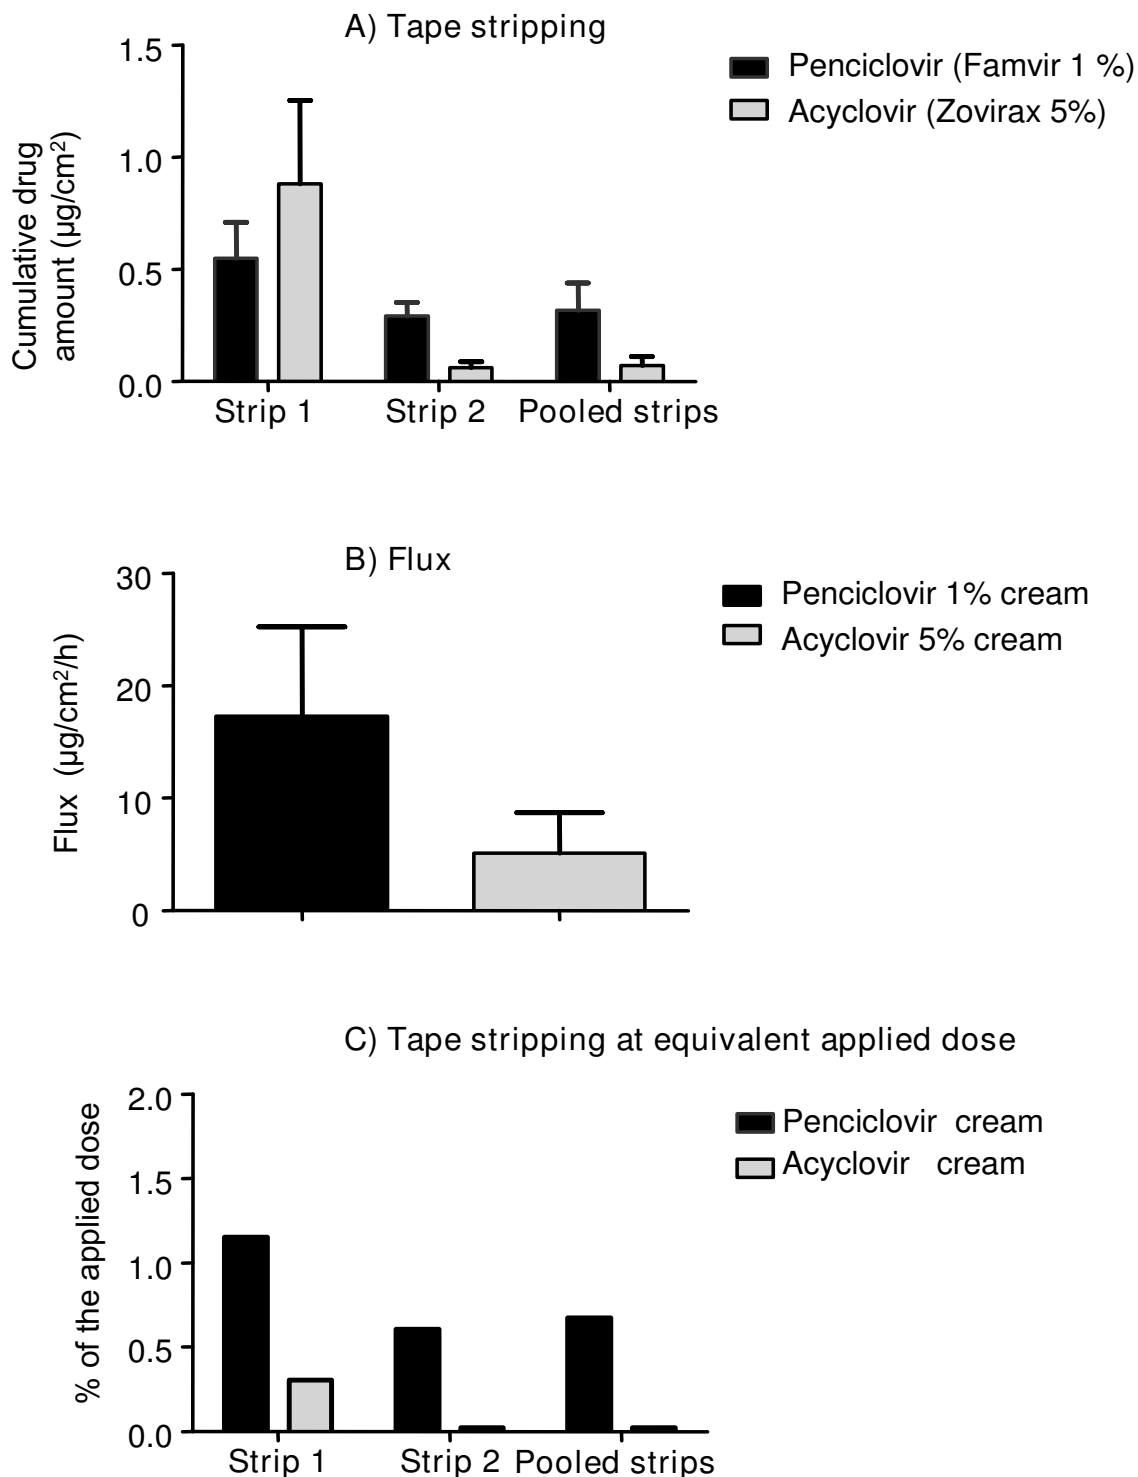 A) Tape stripping
1.5
1.0
0.5
0.0
Cumulative drug
amount (µg/cm²)
Penciclovir (Famvir 1 %)
Acyclovir (Zovirax 5%)
Strip 1
Strip 2
Pooled strips
B) Flux
30
20
10
0
Flux (µg/cm²/h)
Penciclovir 1% cream
Acyclovir 5% cream
C) Tape stripping at equivalent applied dose
2.0
1.5
1.0
0.5
0.0
% of the applied dose
Penciclovir cream
Acyclovir cream
Strip 1
Strip 2
Pooled strips